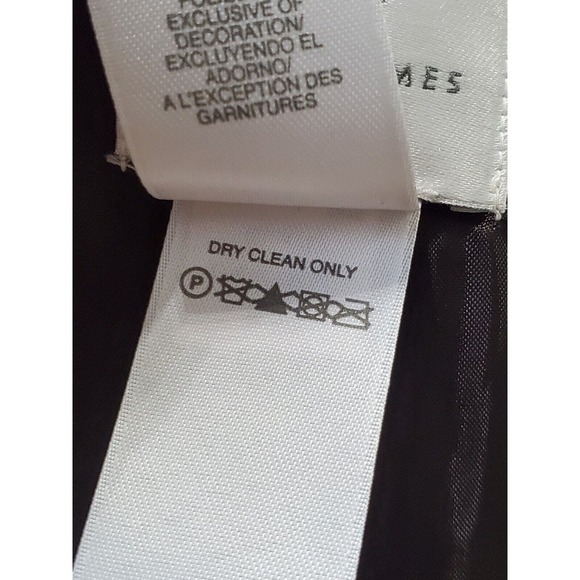 EXCLUSIVE OF
DECORATION/
EXCLUYENDO EL
ADORNO/
A L'EXCEPTION DES
GARNITURES
MES
DRY CLEAN ONLY
P